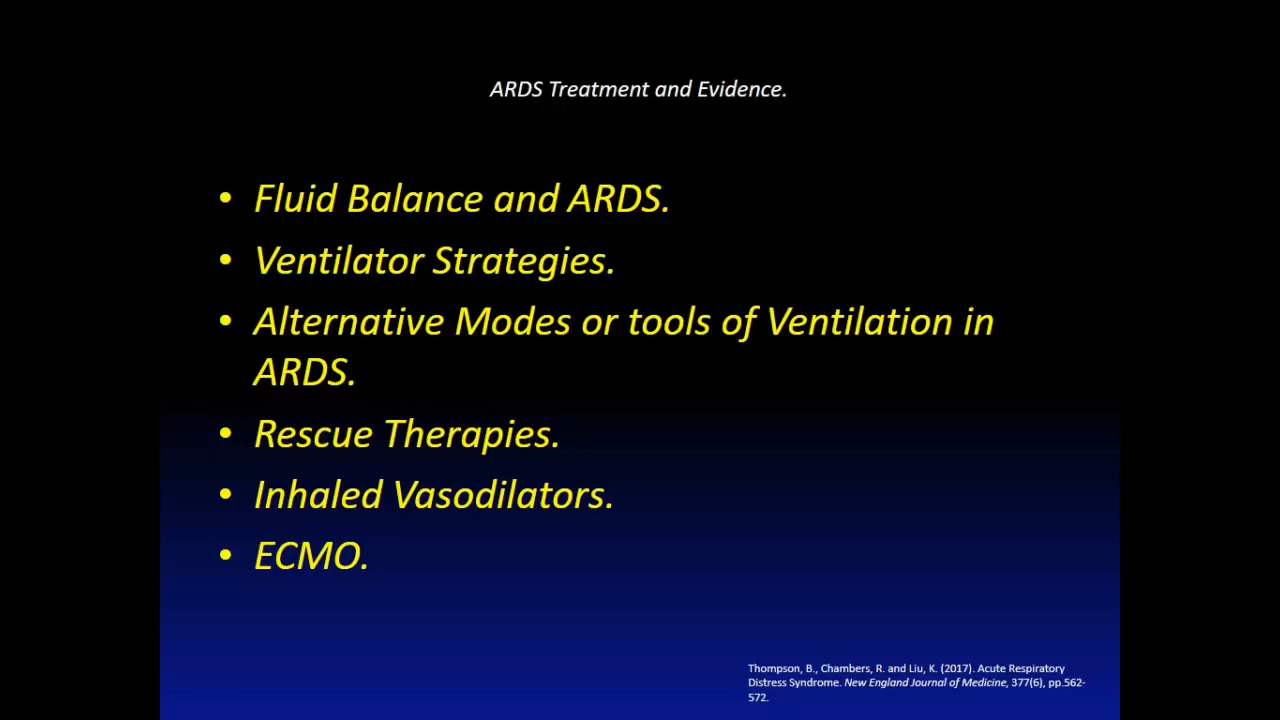 ARDS Treatment and Evidence.
• Fluid Balance and ARDS.
• Ventilator Strategies.
• Alternative Modes or tools of Ventilation in
ARDS.
• Rescue Therapies.
• Inhaled Vasodilators.
• ECMO.
Thompson, B., Chambers, R. and Liu, K. (2017). Acute Respiratory
Distress Syndrome. New England Journal of Medicine, 377(6), pp.562-
572.